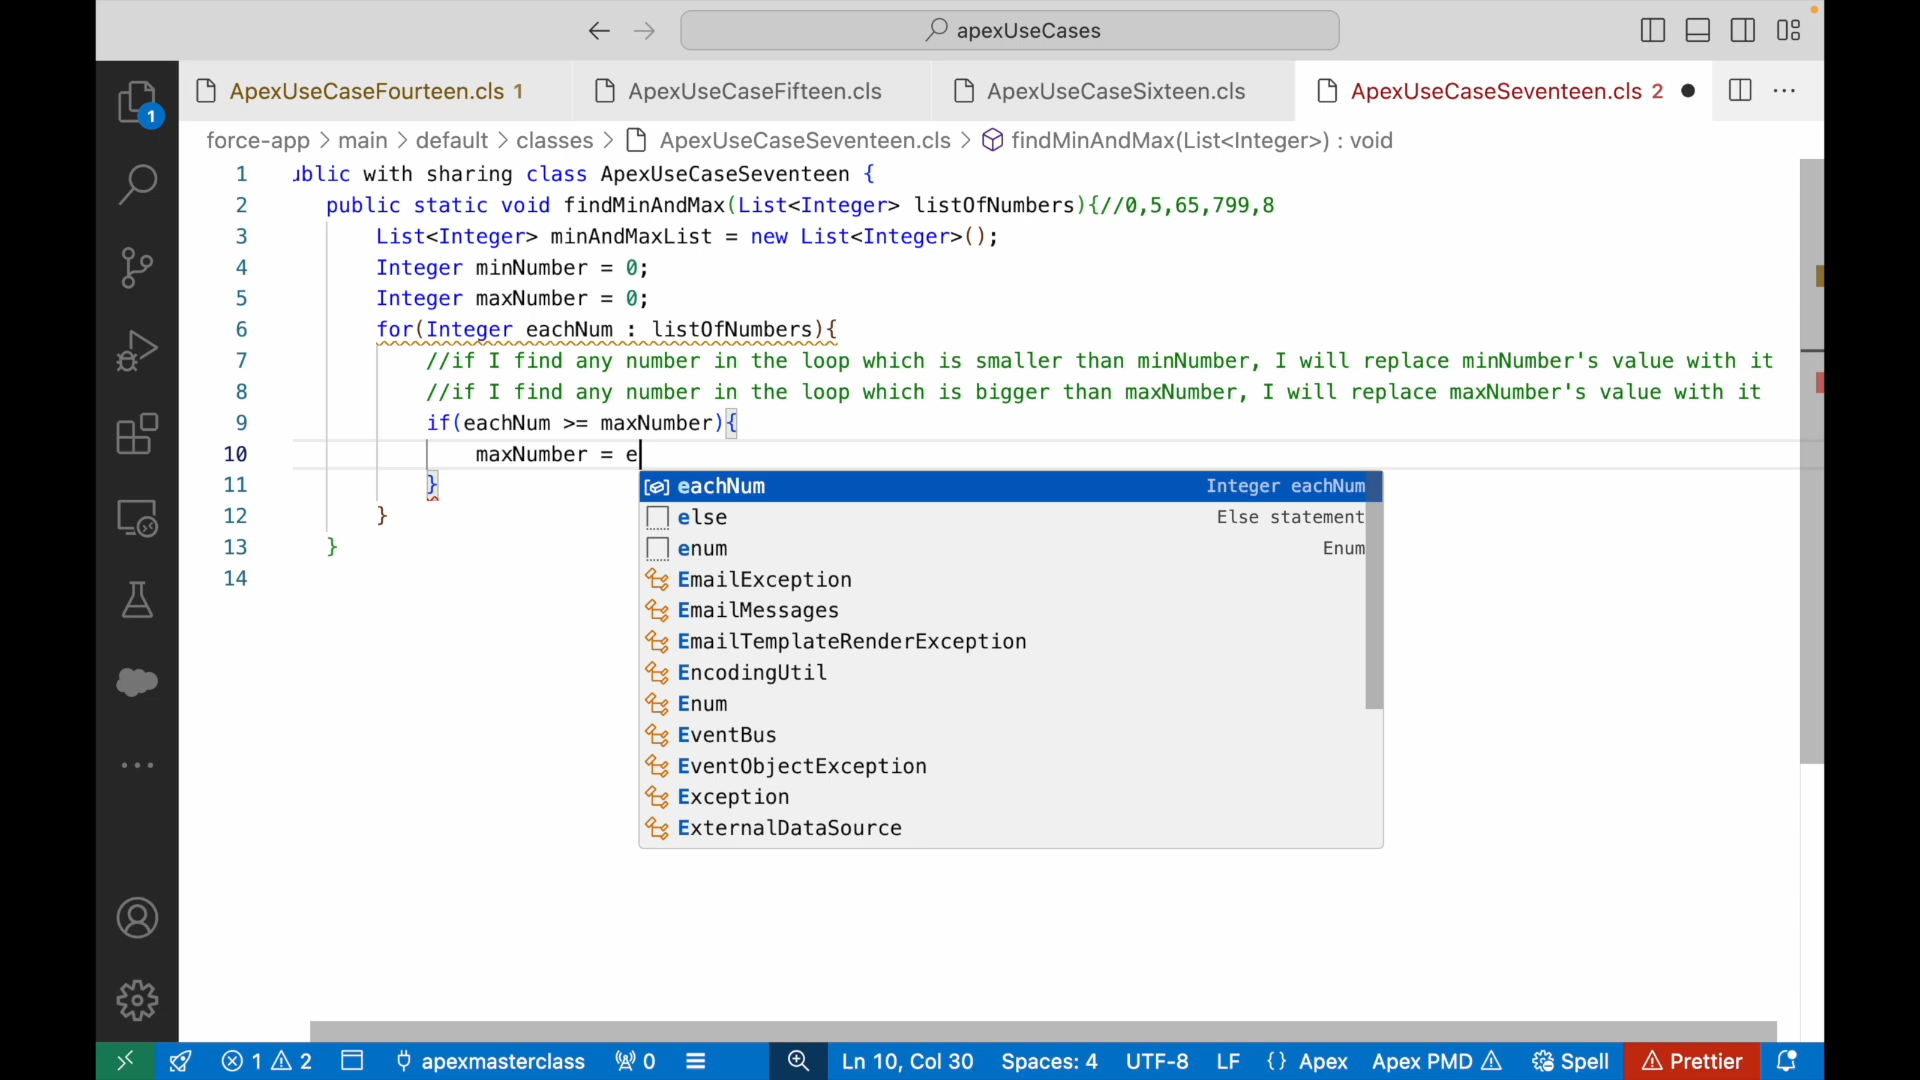 apexUseCases
ApexUseCaseFourteen.cls 1
ApexUseCaseFifteen.cls
ApexUseCaseSixteen.cls
ApexUseCaseSeventeen.cls 2
1
force-app > main > default > classes > ApexUseCaseSeventeen.cls > findMinAndMax(List<Integer>) : void
1 ublic with sharing class ApexUseCaseSeventeen {
2 public static void findMinAndMax(List<Integer> listOfNumbers){//0,5,65,799,8
3 List<Integer> minAndMaxList = new List<Integer>();
4 Integer minNumber = 0;
5 Integer maxNumber = 0;
6 for(Integer eachNum : listOfNumbers){
7 //if I find any number in the loop which is smaller than minNumber, I will replace minNumber's value with it
8 //if I find any number in the loop which is bigger than maxNumber, I will replace maxNumber's value with it
9 if(eachNum >= maxNumber){
10 maxNumber = e
11 }
12 }
13 }
14
eachNum Integer eachNum
else Else statement
enum Enum
EmailException
EmailMessages
EmailTemplateRenderException
EncodingUtil
Enum
EventBus
EventObjectException
Exception
ExternalDataSource
1 2 apexmasterclass 0 Ln 10, Col 30 Spaces: 4 UTF-8 LF {} Apex Apex PMD Spell Prettier